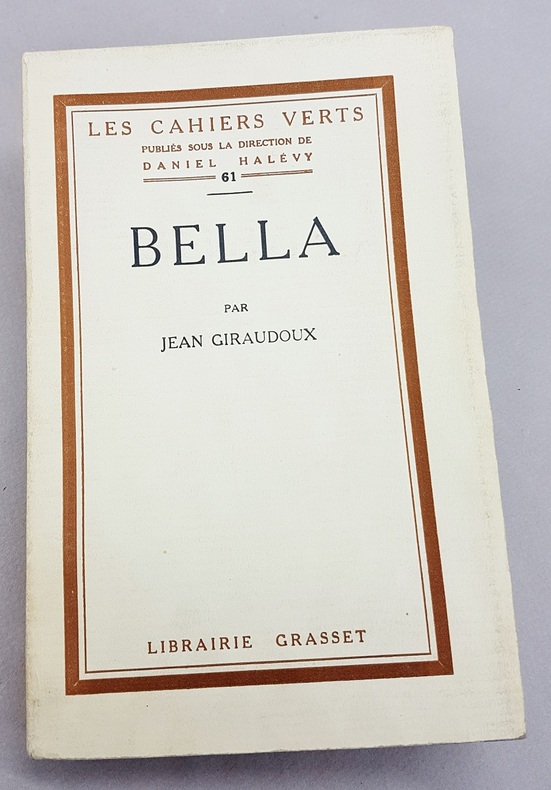 LES CAHIERS VERTS
PUBLIÉS SOUS LA DIRECTION DE
DANIEL HALÉVY
61
BELLA
PAR
JEAN GIRAUDOUX
LIBRAIRIE GRASSET